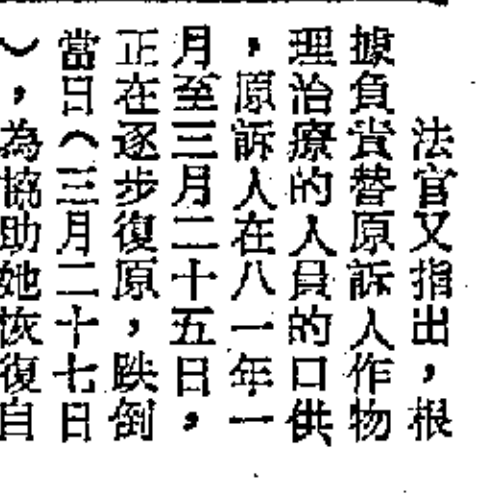 法官又指出，根
據負責替原訴人作物
理治療的人員的口供
，原訴人在八一年一
月至三月二十五日，
正在逐步復原，跌倒
當日（三月二十七日
），為協助她恢復自